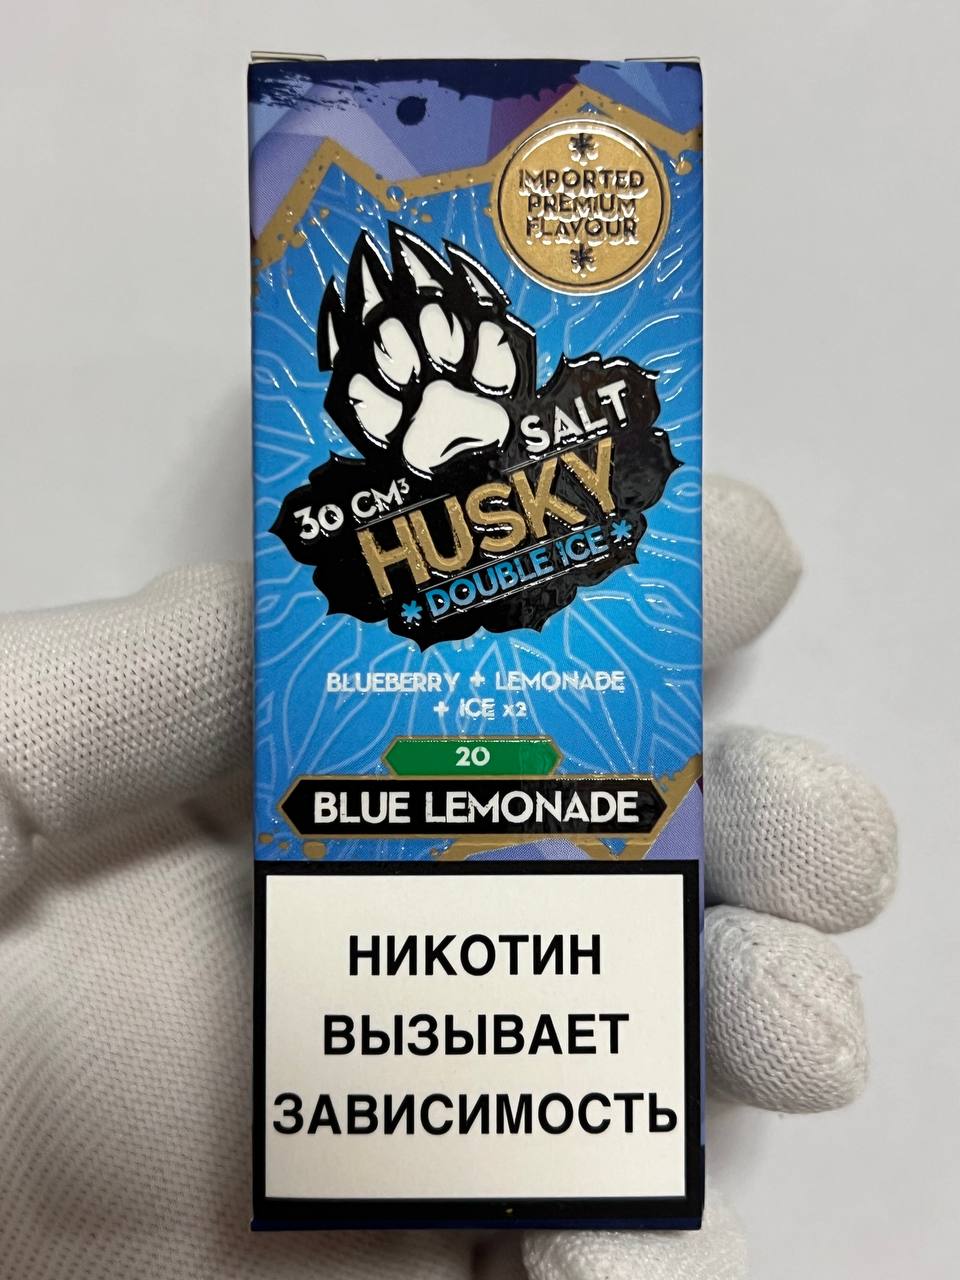 IMPORTED
PREMIUM
FLAVOUR
SALT
30 CM³
HUSKY
*DOUBLE ICE*
BLUEBERRY + LEMONADE
+ ICE x2
20
BLUE LEMONADE
НИКОТИН
ВЫЗЫВАЕТ
ЗАВИСИМОСТЬ